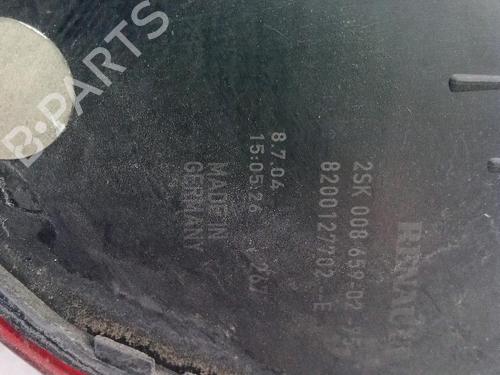 B-PARTS
RENAULT
2SK 008 659-02
8200127702 -E
8.7.04
15:05:26
MADE IN
GERMANY